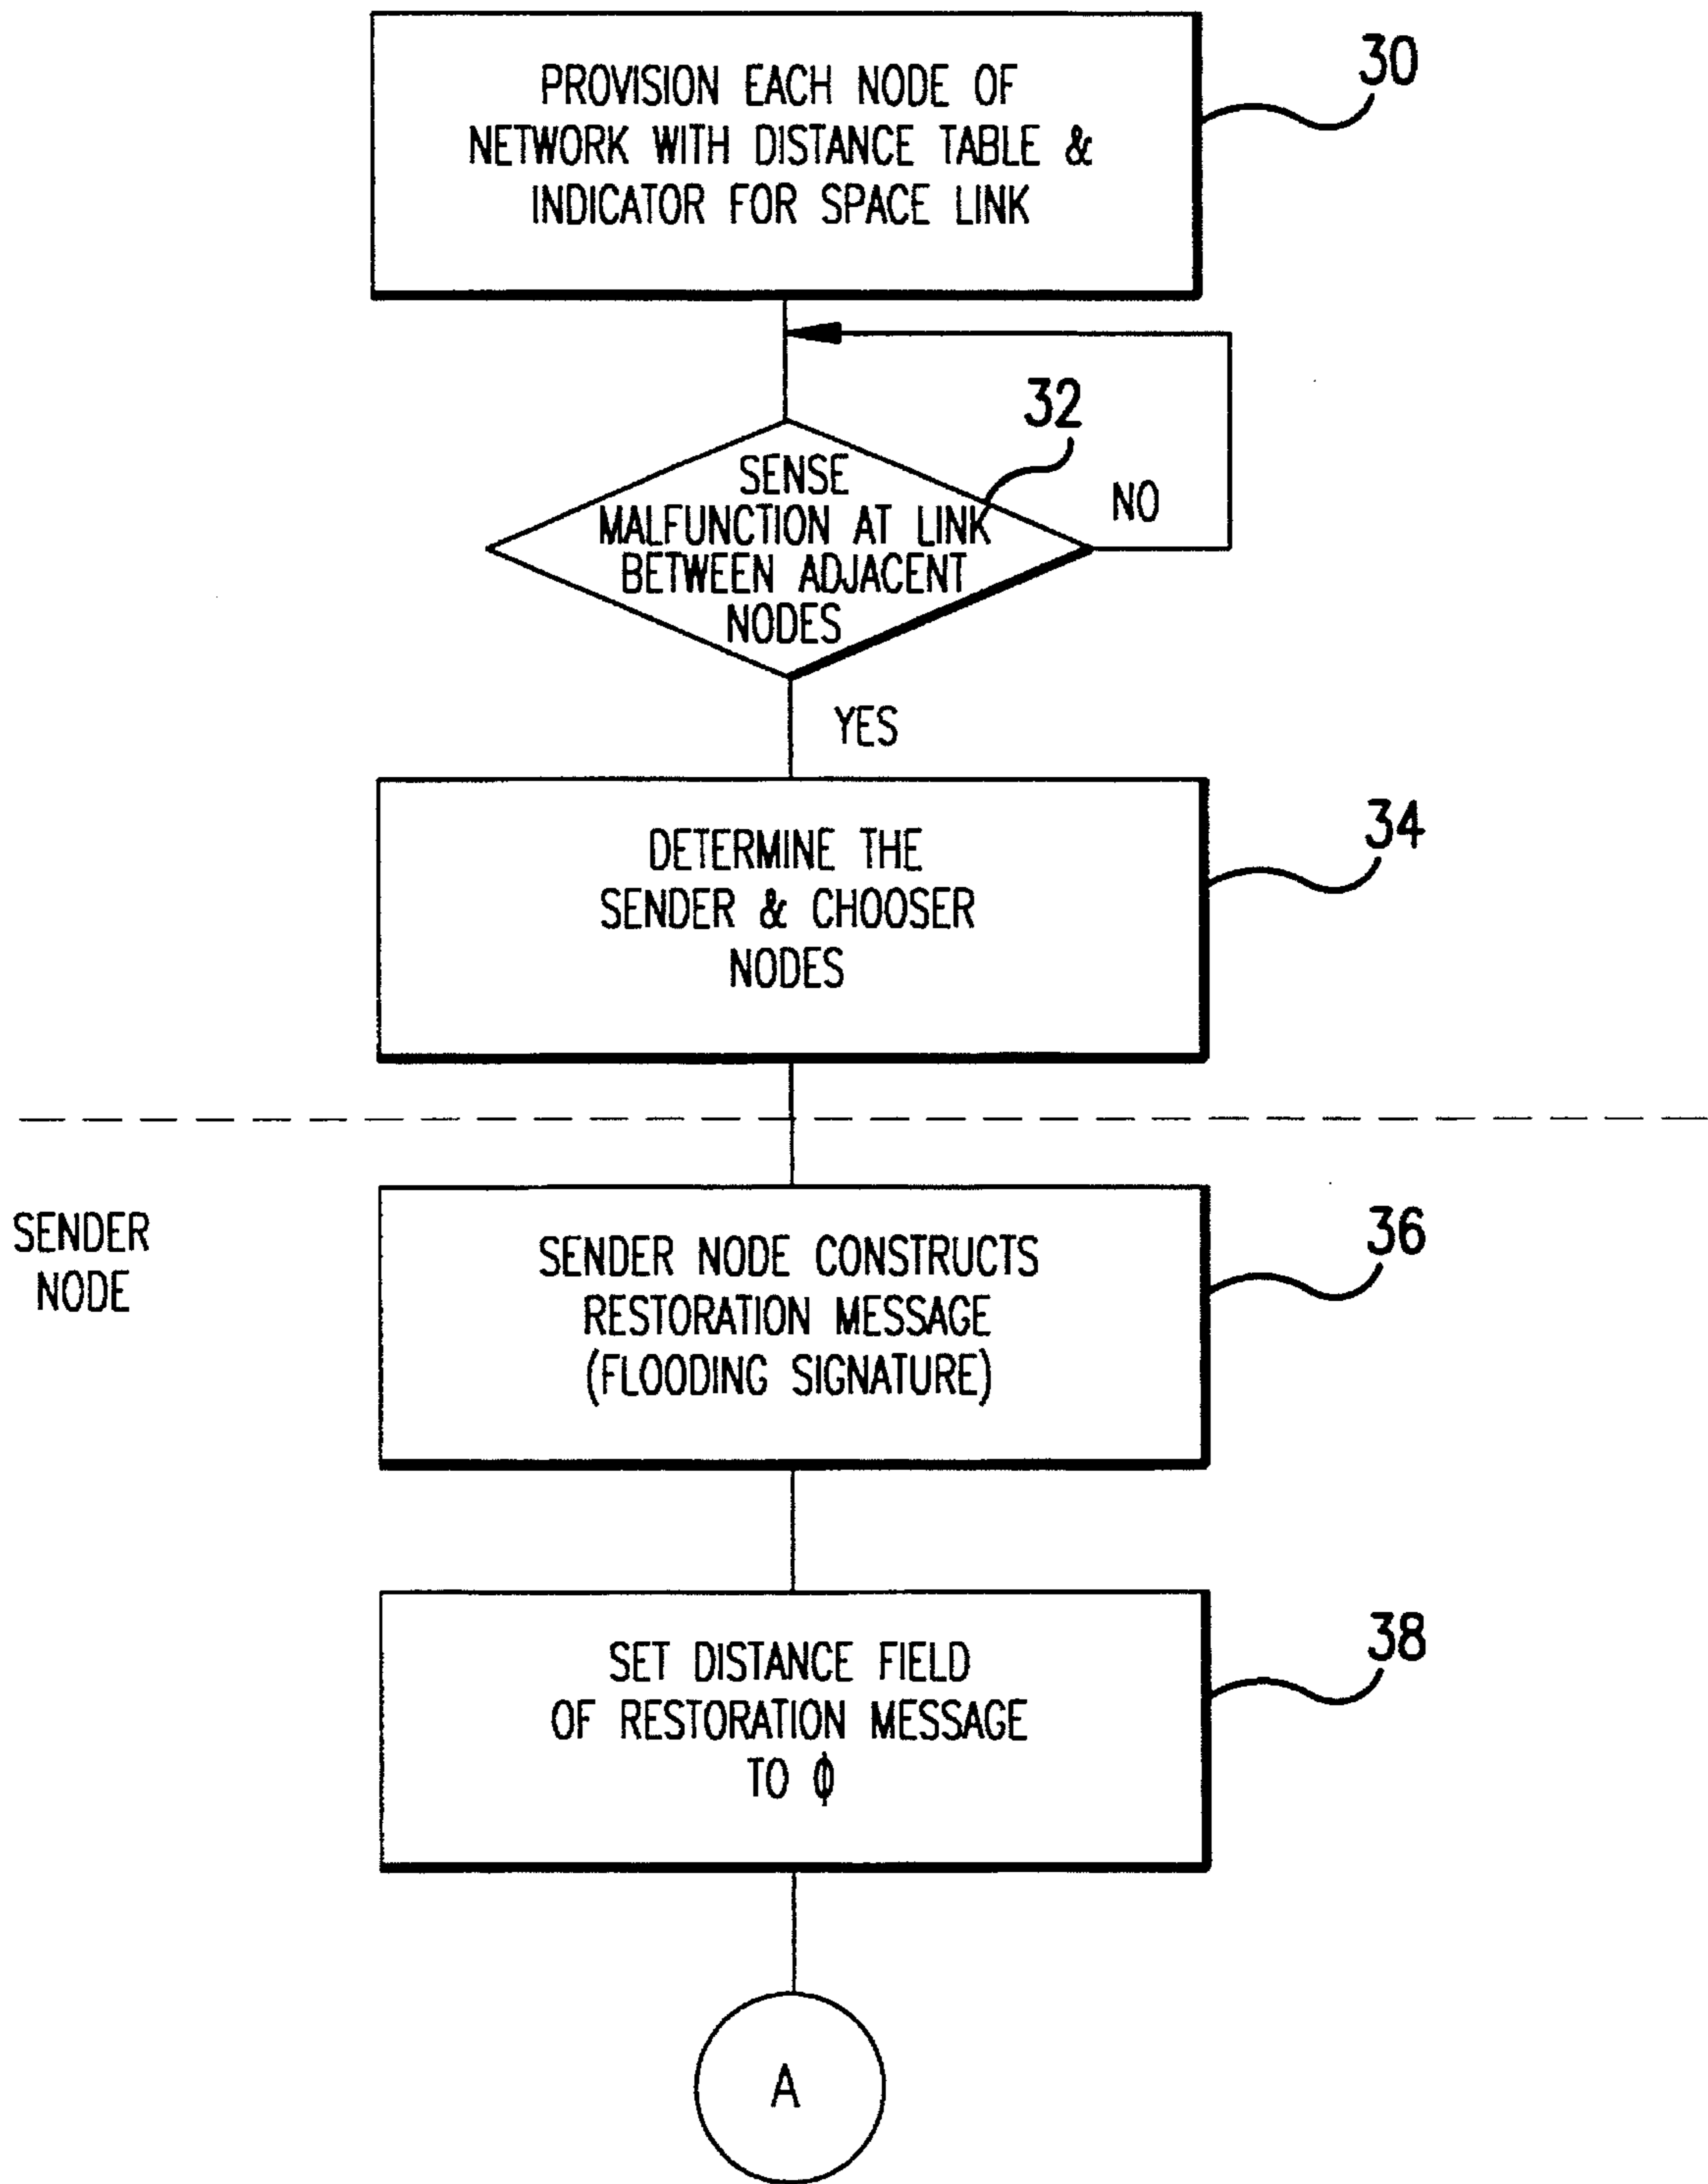 PROVISION EACH NODE OF
NETWORK WITH DISTANCE TABLE &
INDICATOR FOR SPACE LINK
30
32
SENSE
MALFUNCTION AT LINK
BETWEEN ADJACENT
NODES
NO
YES
DETERMINE THE
SENDER & CHOOSER
NODES
34
SENDER
NODE
SENDER NODE CONSTRUCTS
RESTORATION MESSAGE
(FLOODING SIGNATURE)
36
SET DISTANCE FIELD
OF RESTORATION MESSAGE
TO ϕ
38
A